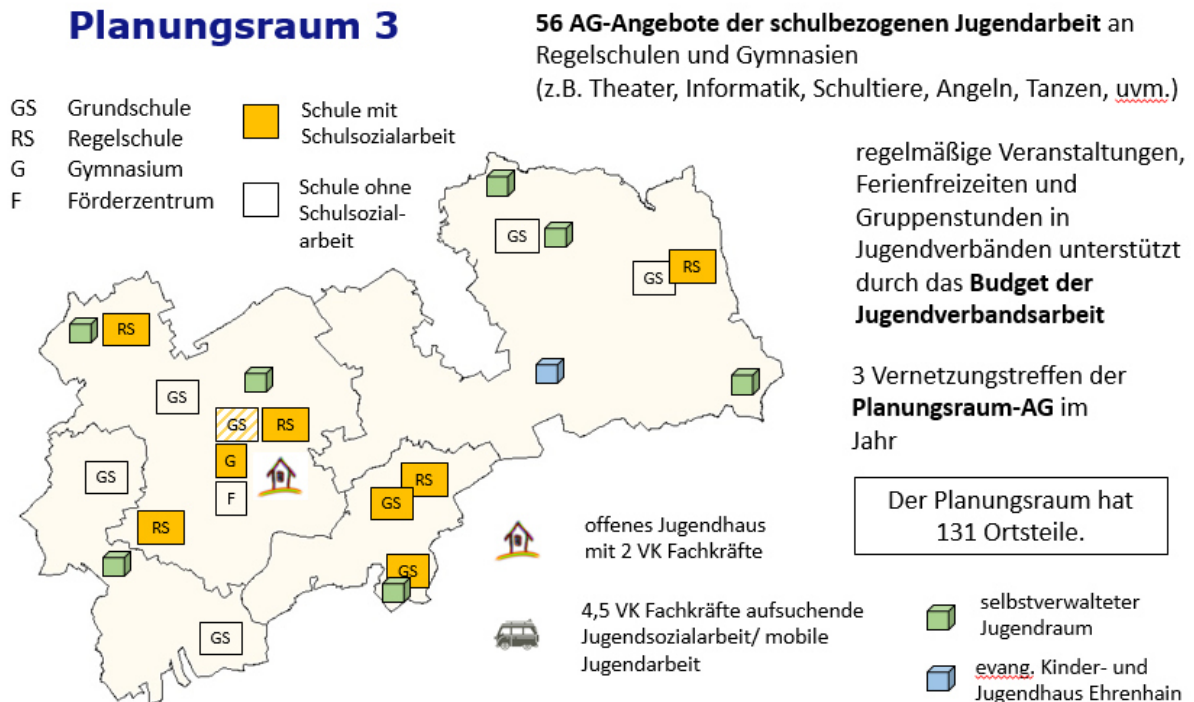 Planungsraum 3
GS Grundschule
RS Regelschule
G Gymnasium
F Förderzentrum
Schule mit
Schulsozialarbeit
Schule ohne
Schulsozial-
arbeit
56 AG-Angebote der schulbezogenen Jugendarbeit an
Regelschulen und Gymnasien
(z.B. Theater, Informatik, Schultiere, Angeln, Tanzen, uvm.)
regelmäßige Veranstaltungen,
Ferienfreizeiten und
Gruppenstunden in
Jugendverbänden unterstützt
durch das Budget der
Jugendverbandsarbeit
3 Vernetzungstreffen der
Planungsraum-AG im
Jahr
Der Planungsraum hat
131 Ortsteile.
GS
GS
RS
RS
GS
GS
RS
G
F
GS
RS
GS
RS
GS
GS
offenes Jugendhaus
mit 2 VK Fachkräfte
4,5 VK Fachkräfte aufsuchende
Jugendsozialarbeit/ mobile
Jugendarbeit
selbstverwalteter
Jugendraum
evang. Kinder- und
Jugendhaus Ehrenhain